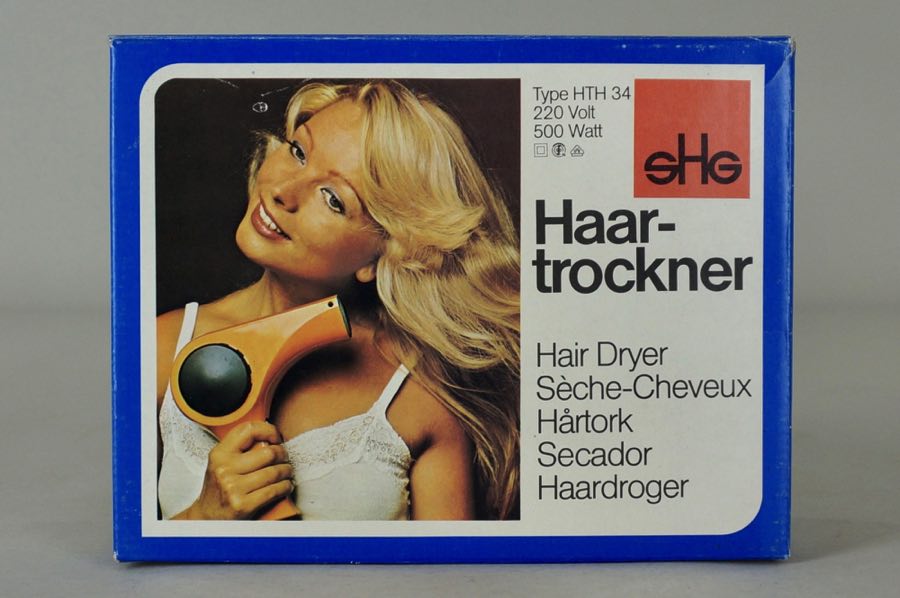 Type HTH 34
220 Volt
500 Watt
sHG
Haar-
trockner
Hair Dryer
Sèche-Cheveux
Hårtork
Secador
Haardroger